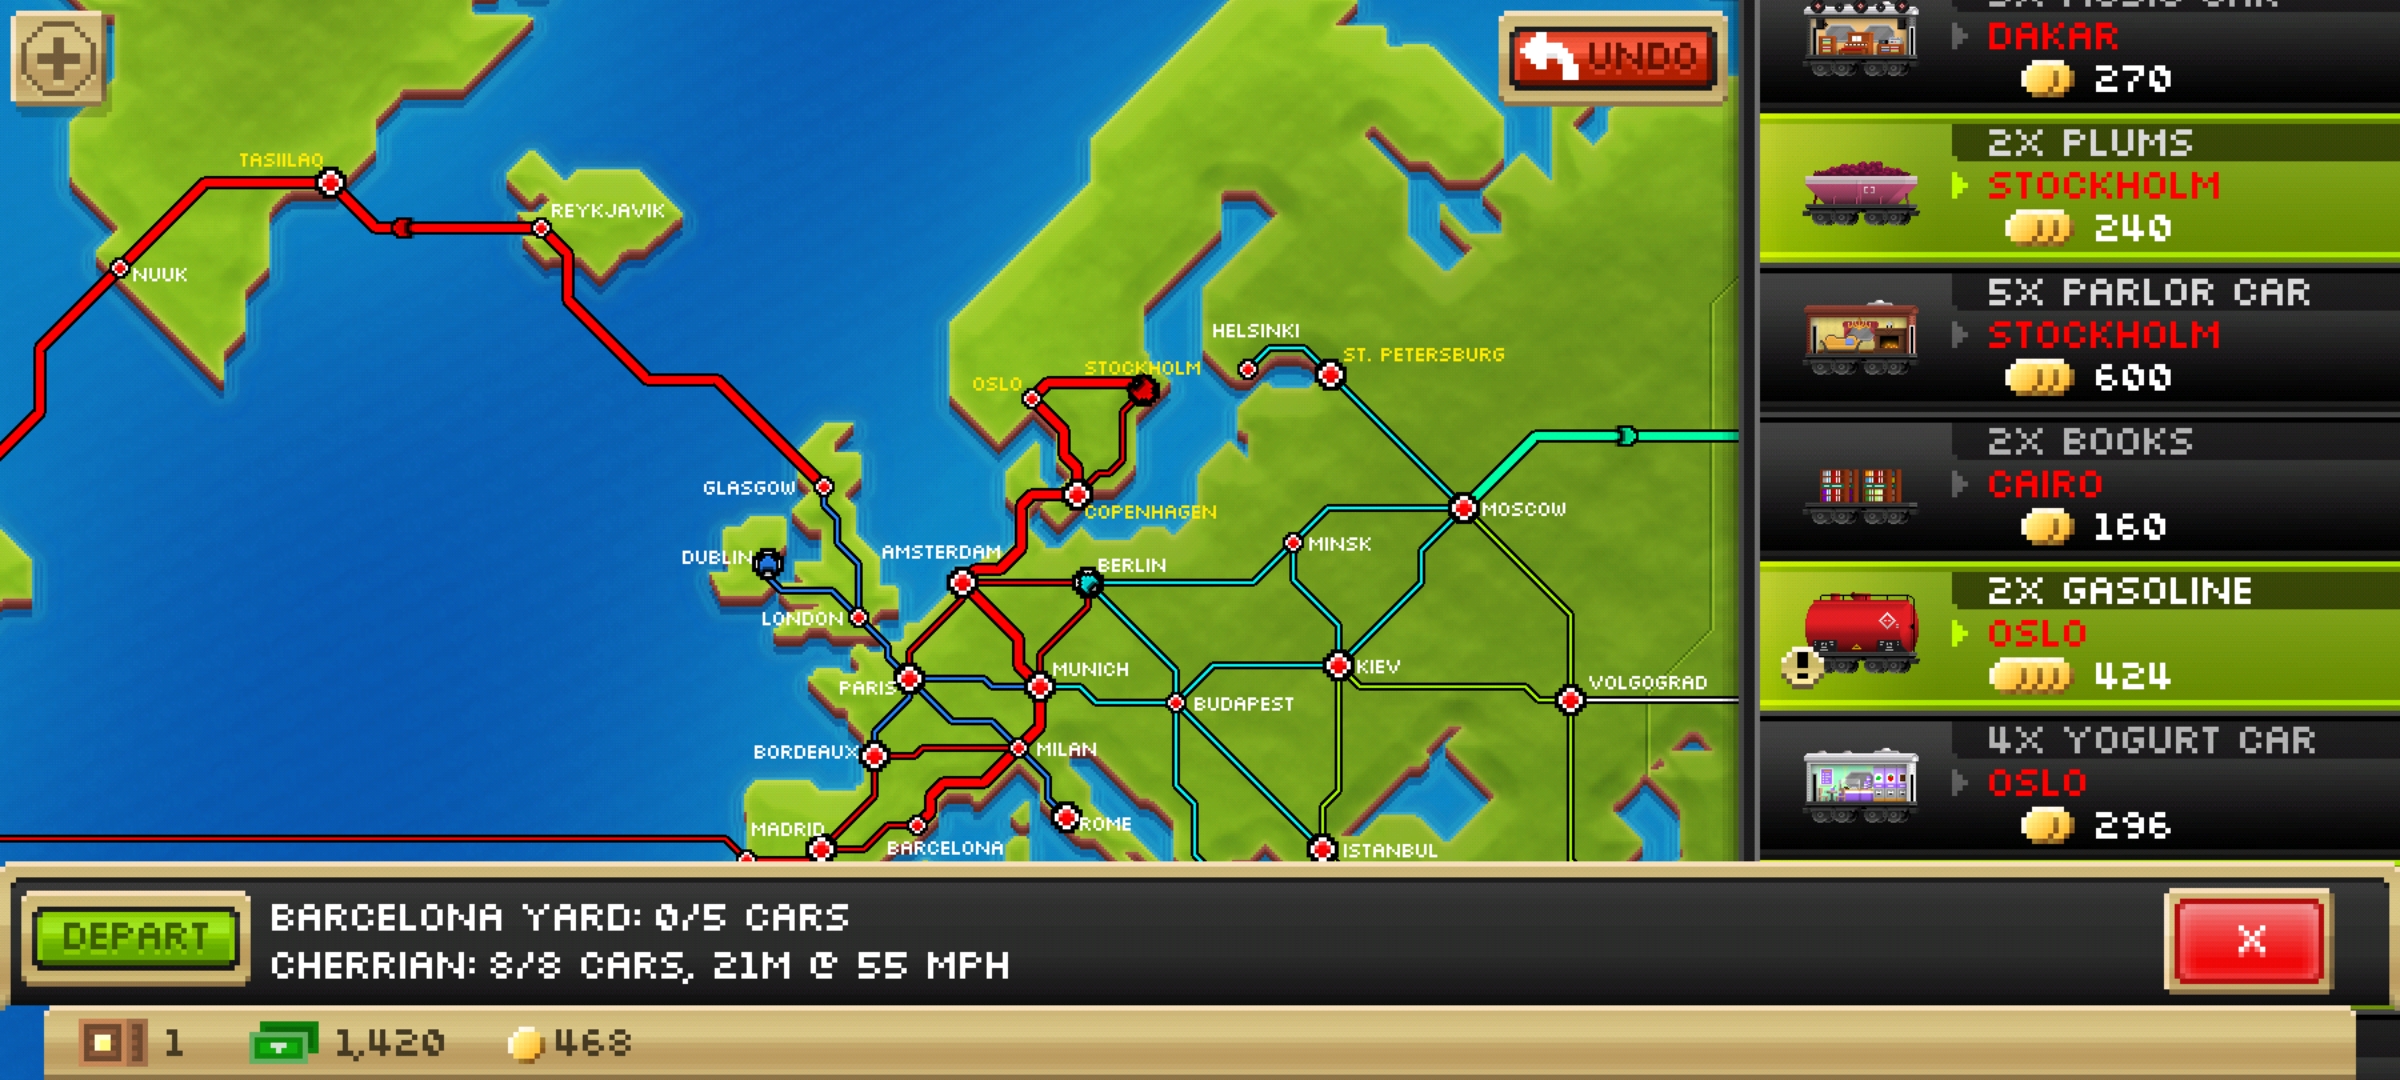 UNDO
3X MUSIC CAR
DAKAR
270
2X PLUMS
STOCKHOLM
240
5X PARLOR CAR
STOCKHOLM
600
2X BOOKS
CAIRO
160
2X GASOLINE
OSLO
424
4X YOGURT CAR
OSLO
296
TASIILAQ
REYKJAVIK
NUUK
HELSINKI
ST. PETERSBURG
STOCKHOLM
OSLO
GLASGOW
COPENHAGEN
MOSCOW
DUBLIN
AMSTERDAM
MINSK
BERLIN
LONDON
PARIS
MUNICH
KIEV
VOLGOGRAD
BUDAPEST
BORDEAUX
MILAN
MADRID
ROME
BARCELONA
ISTANBUL
DEPART
BARCELONA YARD: 0/5 CARS
CHERRIAN: 8/8 CARS, 21M @ 55 MPH
X
1
1,420
468